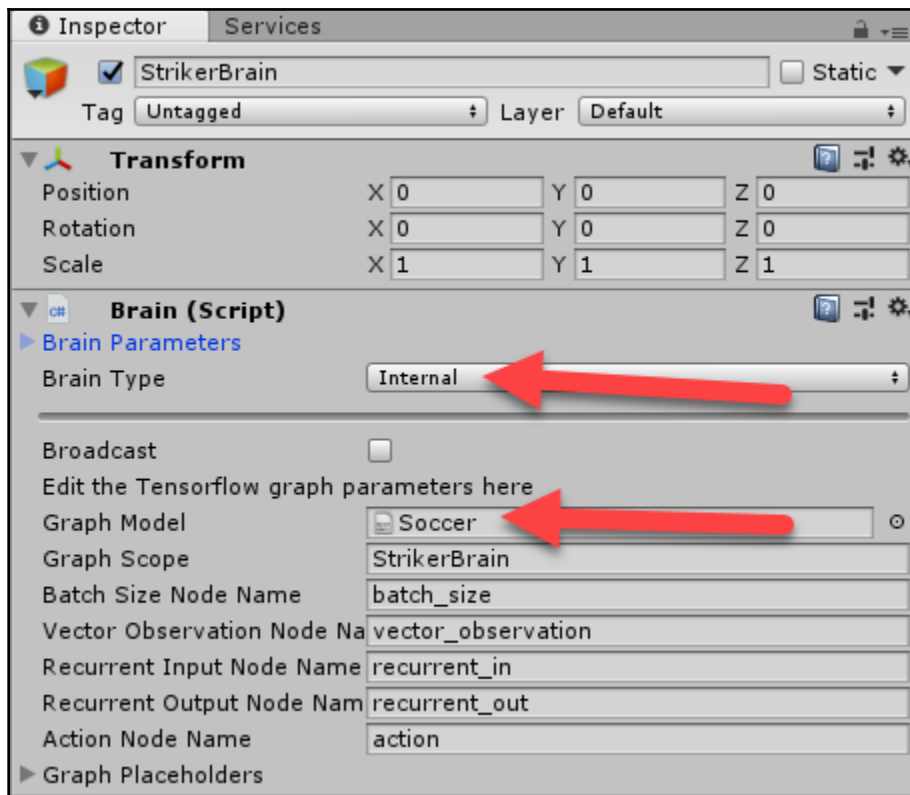 Inspector Services
StrikerBrain Static
Tag Untagged Layer Default
Transform
Position X 0 Y 0 Z 0
Rotation X 0 Y 0 Z 0
Scale X 1 Y 1 Z 1
C# Brain (Script)
Brain Parameters
Brain Type Internal
Broadcast
Edit the Tensorflow graph parameters here
Graph Model Soccer
Graph Scope StrikerBrain
Batch Size Node Name batch_size
Vector Observation Node Na vector_observation
Recurrent Input Node Name recurrent_in
Recurrent Output Node Nam recurrent_out
Action Node Name action
Graph Placeholders